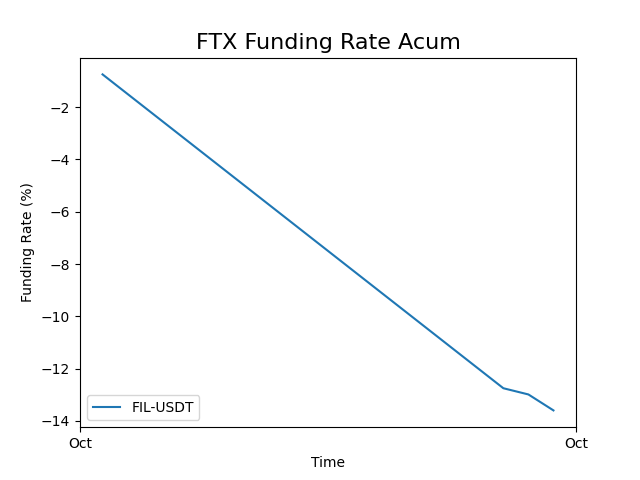 FTX Funding Rate Acum
Funding Rate (%)
−2
−4
−6
−8
−10
−12
−14
FIL-USDT
Oct
Oct
Time